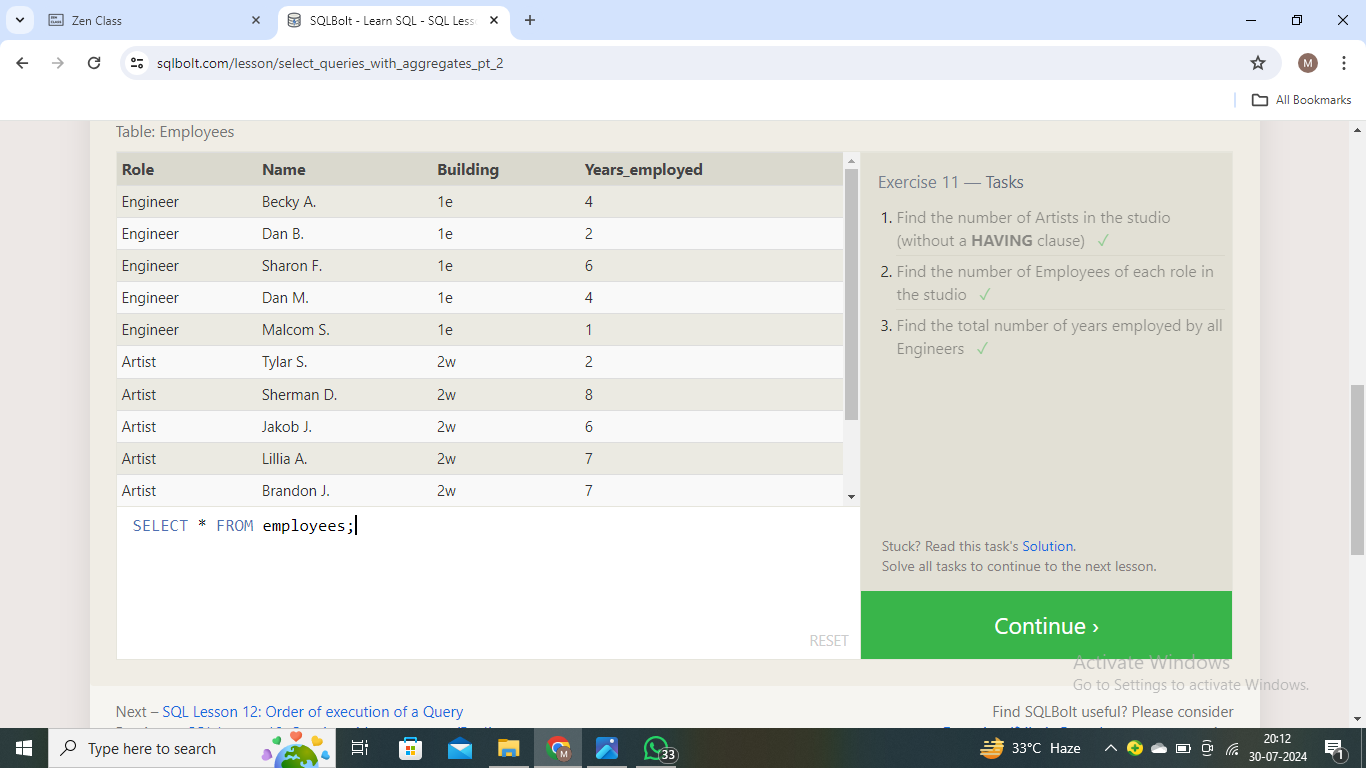 Zen Class
SQLBolt - Learn SQL - SQL Less
sqlbolt.com/lesson/select_queries_with_aggregates_pt_2
M
All Bookmarks
Table: Employees
Role Name Building Years_employed
Engineer Becky A. 1e 4
Engineer Dan B. 1e 2
Engineer Sharon F. 1e 6
Engineer Dan M. 1e 4
Engineer Malcom S. 1e 1
Artist Tylar S. 2w 2
Artist Sherman D. 2w 8
Artist Jakob J. 2w 6
Artist Lillia A. 2w 7
Artist Brandon J. 2w 7
SELECT * FROM employees;
RESET
Exercise 11 — Tasks
1. Find the number of Artists in the studio
(without a HAVING clause) ✓
2. Find the number of Employees of each role in
the studio ✓
3. Find the total number of years employed by all
Engineers ✓
Stuck? Read this task's Solution.
Solve all tasks to continue to the next lesson.
Continue ›
Activate Windows
Go to Settings to activate Windows.
Next – SQL Lesson 12: Order of execution of a Query
Find SQLBolt useful? Please consider
Type here to search
M
33
33°C Haze
20:12
30-07-2024
1